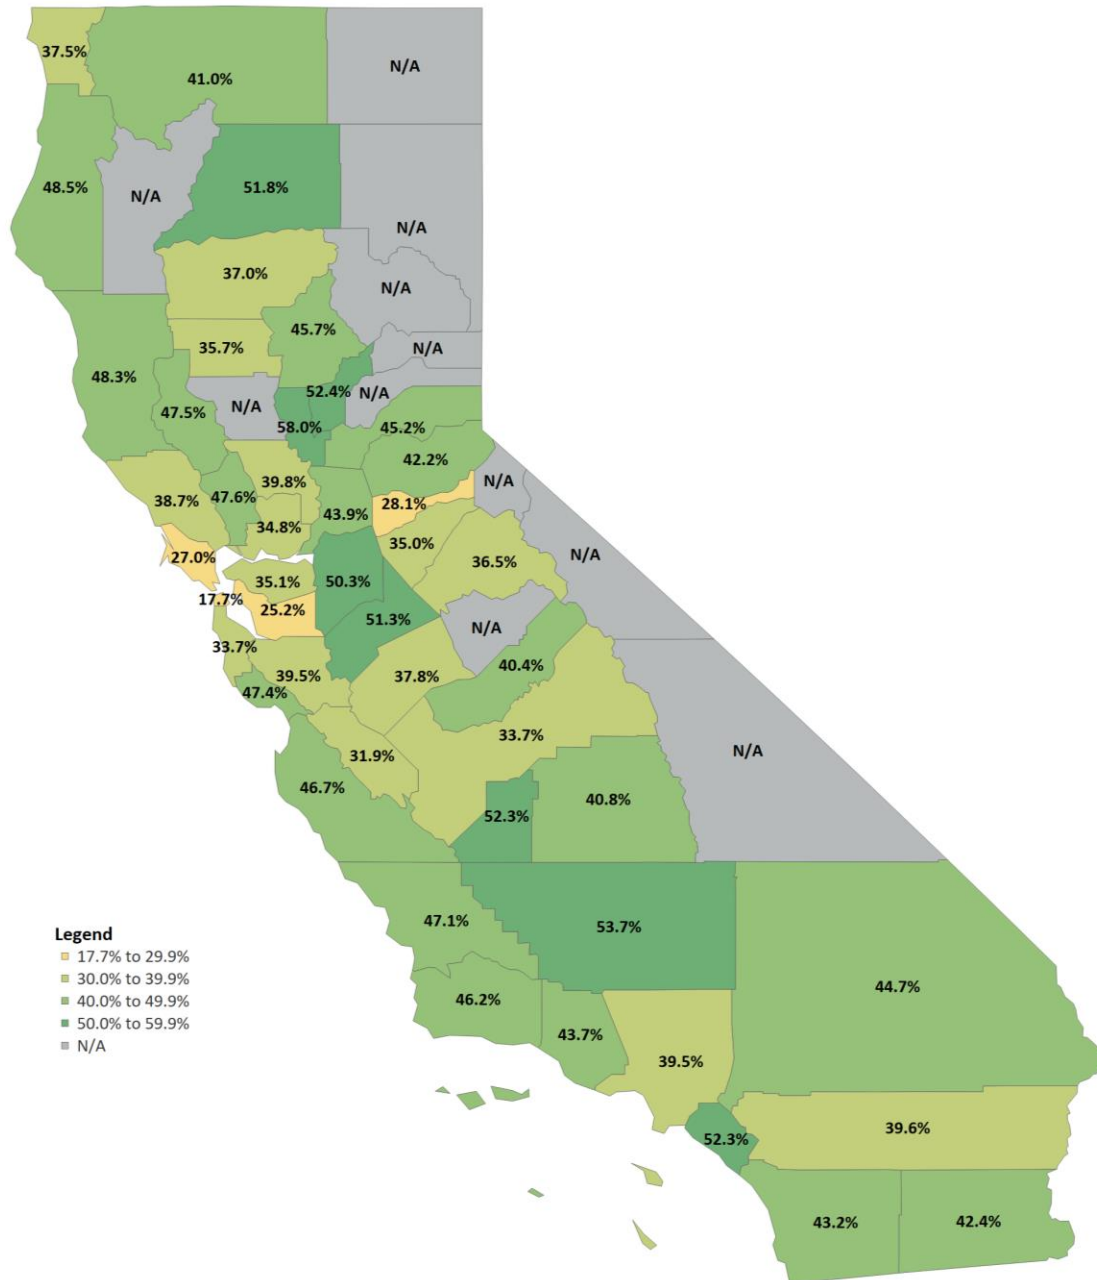 37.5%
41.0%
N/A
48.5%
N/A
51.8%
N/A
37.0%
N/A
45.7%
35.7%
N/A
48.3%
52.4%
N/A
47.5%
N/A
58.0%
45.2%
42.2%
39.8%
N/A
38.7%
47.6%
28.1%
43.9%
34.8%
35.0%
27.0%
36.5%
N/A
35.1%
50.3%
17.7%
25.2%
51.3%
N/A
33.7%
39.5%
37.8%
40.4%
47.4%
33.7%
31.9%
N/A
46.7%
40.8%
52.3%
47.1%
53.7%
Legend
17.7% to 29.9%
30.0% to 39.9%
40.0% to 49.9%
50.0% to 59.9%
N/A
44.7%
46.2%
43.7%
39.5%
39.6%
52.3%
43.2%
42.4%